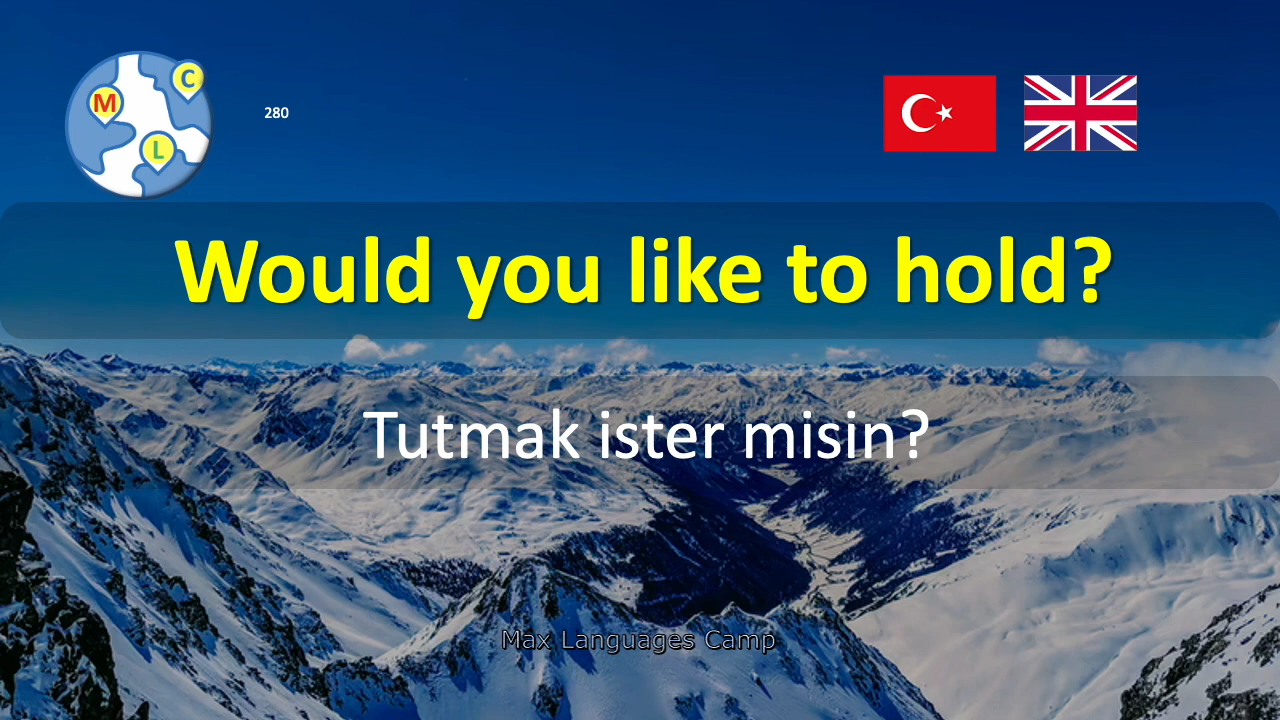 M
C
L
280
Would you like to hold?
Tutmak ister misin?
Max Languages Camp